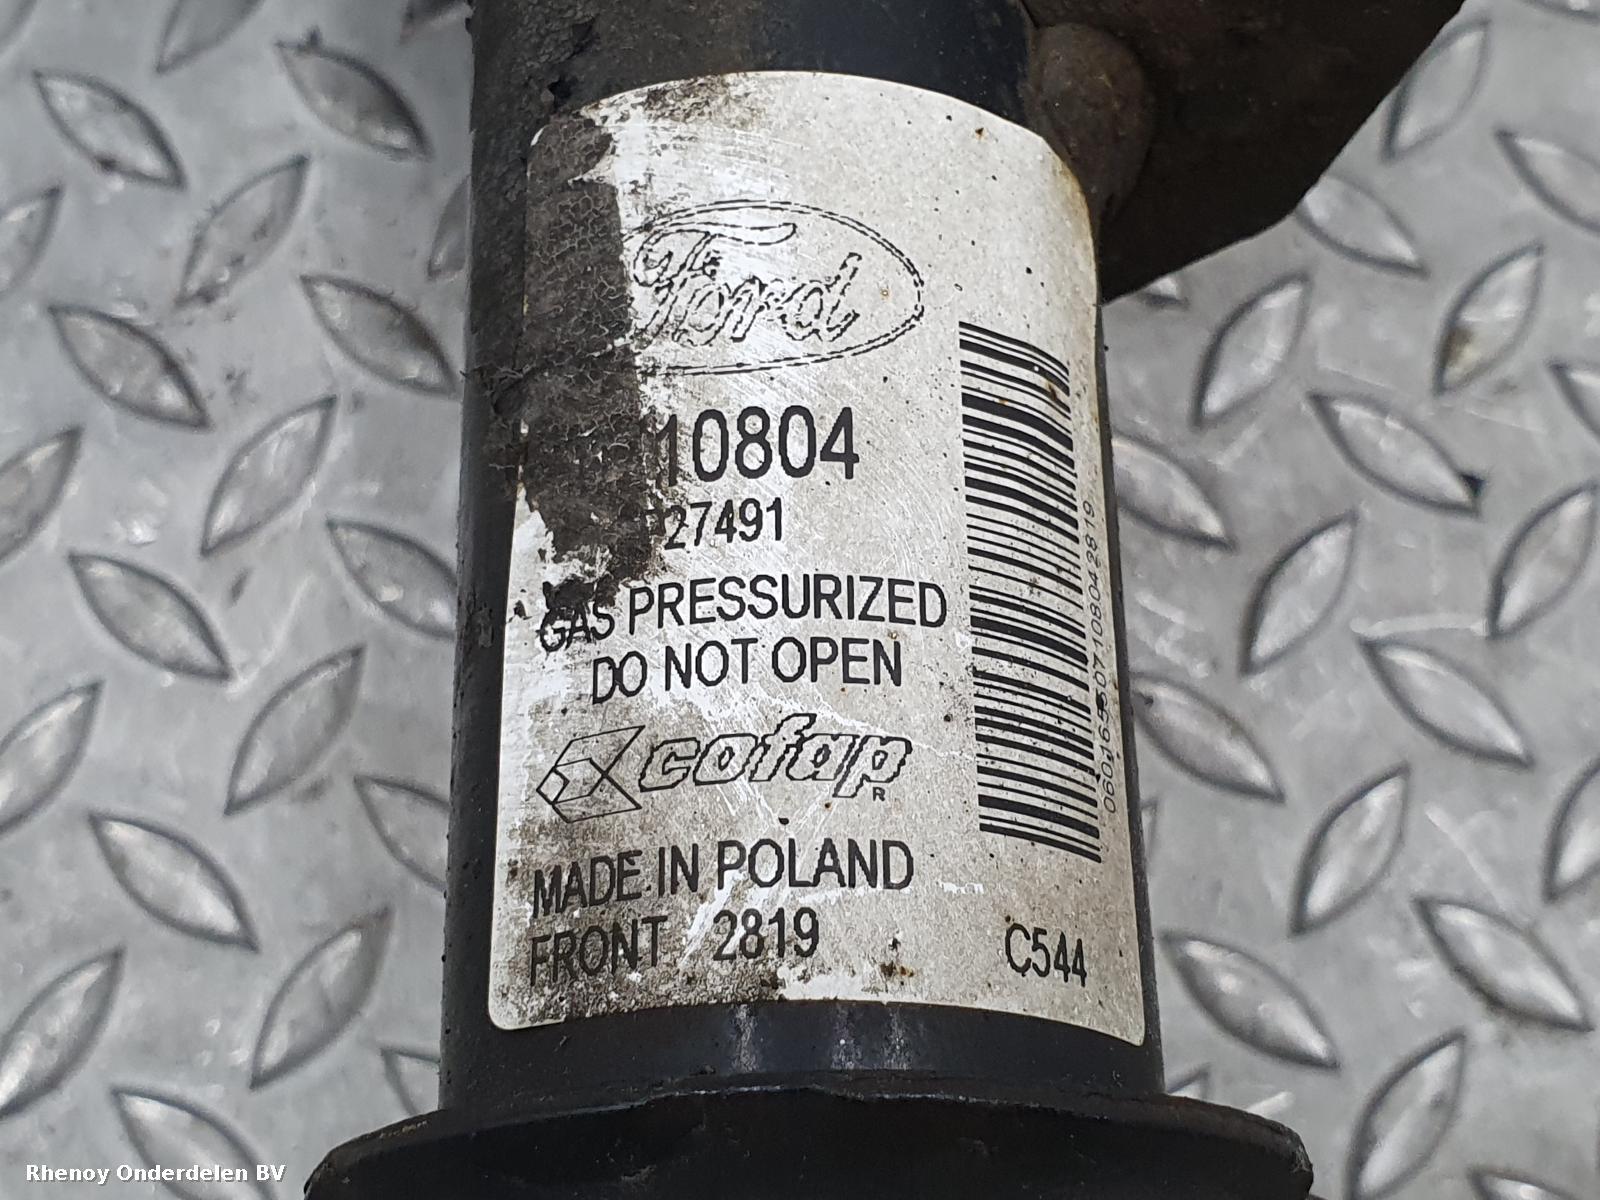 Ford
10804
27491
GAS PRESSURIZED
DO NOT OPEN
cofap
R
MADE IN POLAND
FRONT 2819
C544
Rhenoy Onderdelen BV